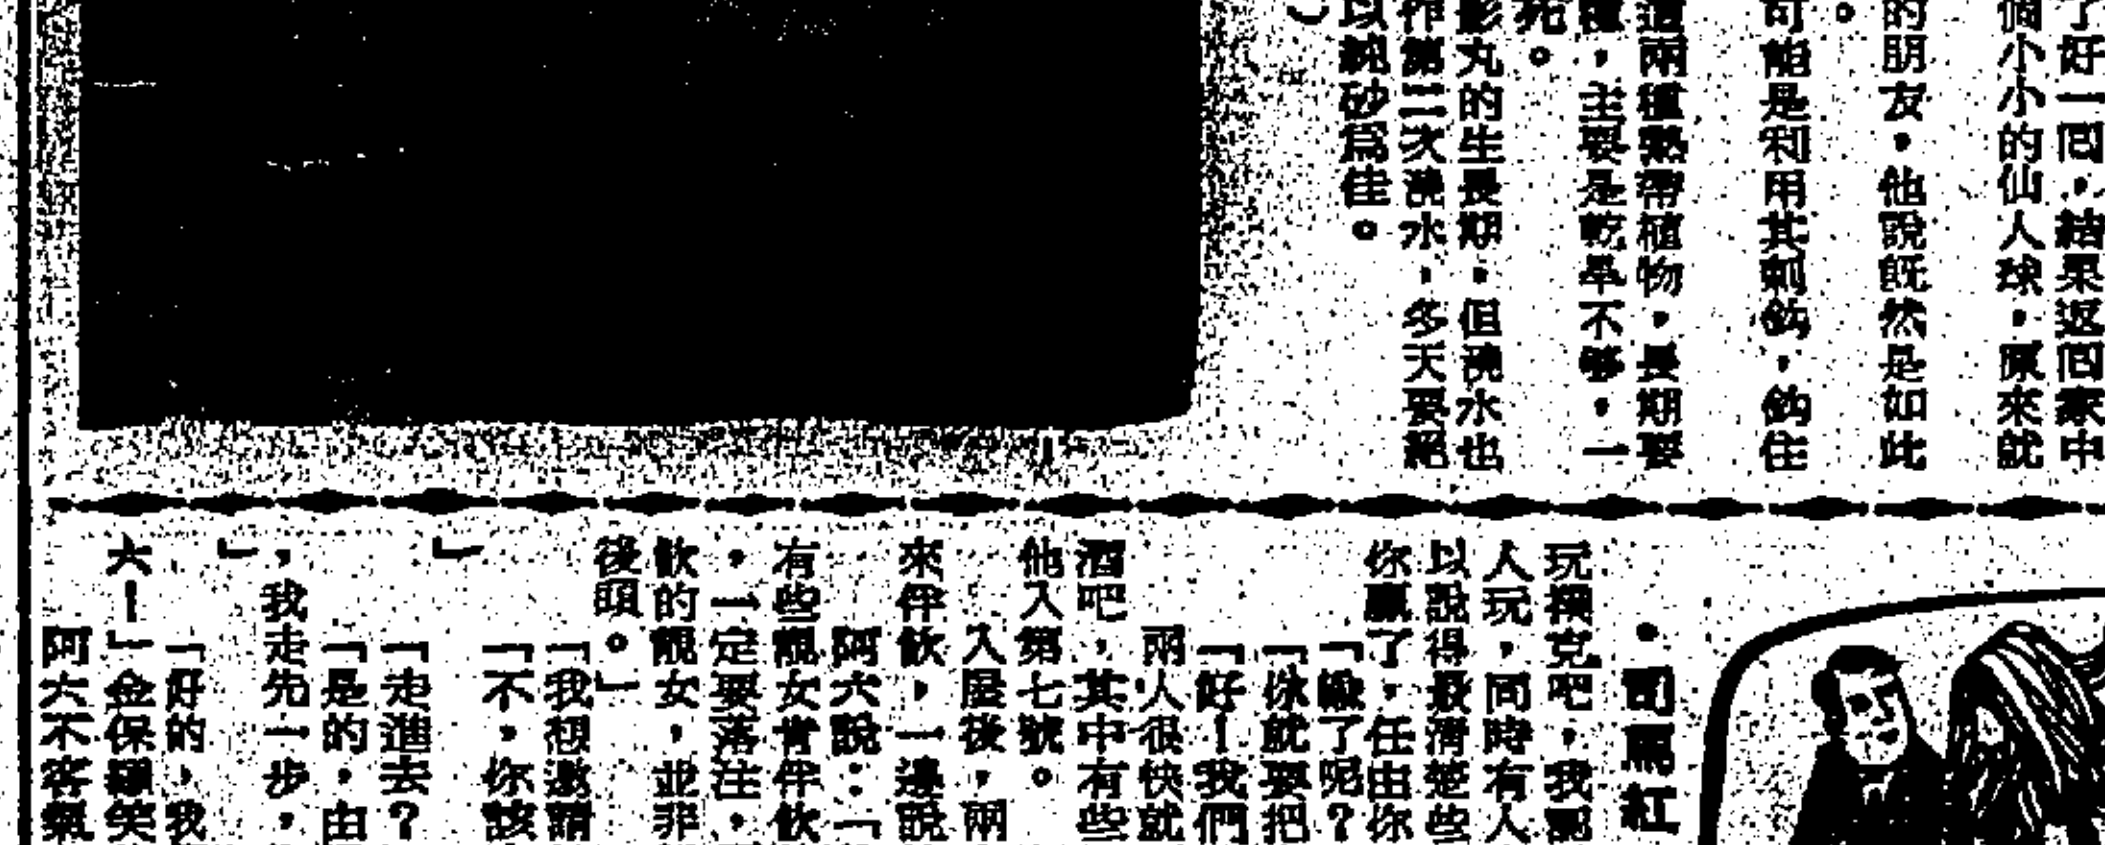 了好一回，結果返回家中
個小小的仙人球，原來就
的朋友，他說既然是如此
。
可能是利用其刺鈎，鈎住
這兩種熱帶植物，長期要
，主要是乾旱不够，一
死。
影丸的生長期，但澆水也
作第二次澆水，冬天要絕
以純砂爲佳。
）
•司馬紅
玩撲克吧，我
人玩，同時有人
以說得最清楚些
你贏了，任由你
「輸了呢？
「你就要把
「好！我們
兩人很快就
酒吧，其中有些
他入第七號。
入屋後，兩
來伴飲，一邊說
阿六說：「
有些靚女肯伴飲
，一定要落注，
飲的靚女，並非
後頭。」
「我想邀請
「不，你該
」
「走進去？
「是的，由
，我走先一步，
」
「好的，我
六！」金保羅笑
阿六不客氣